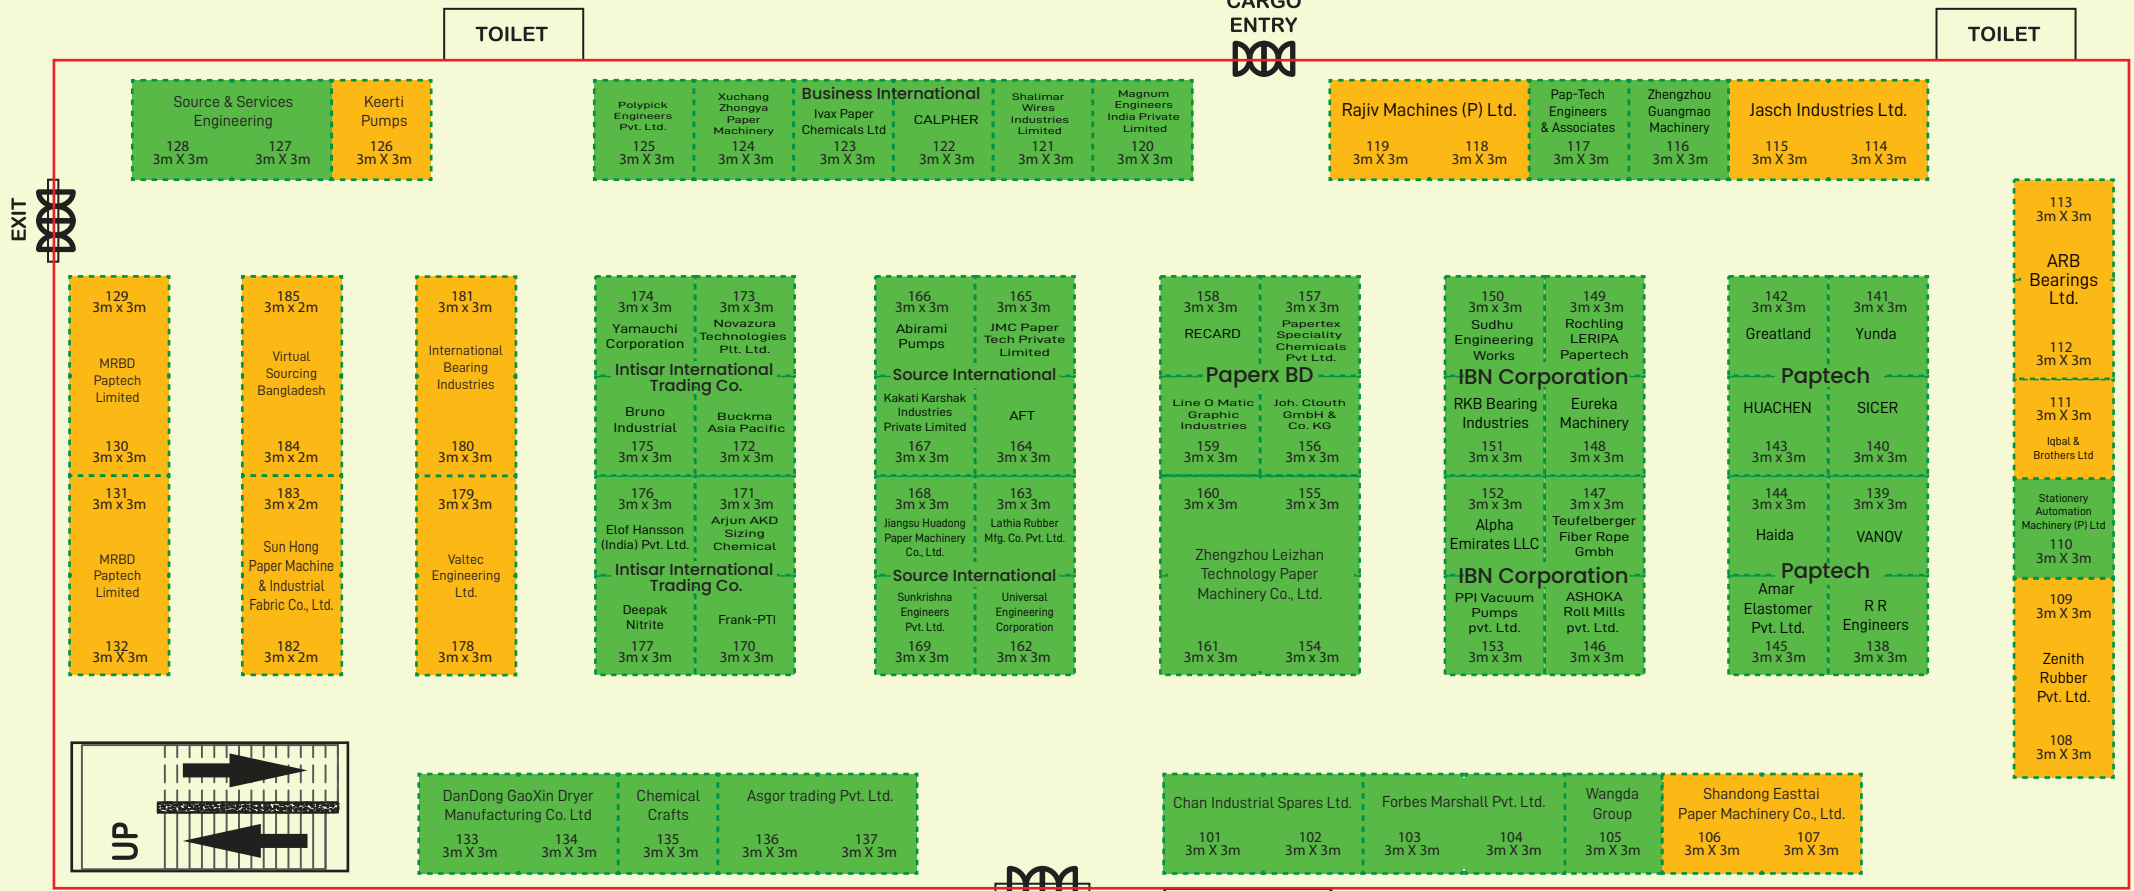 CARGO
ENTRY
TOILET
TOILET
EXIT
Source & Services
Engineering
128
3m X 3m
127
3m X 3m
Keerti
Pumps
126
3m X 3m
Polypick
Engineers
Pvt. Ltd.
125
3m X 3m
Xuchang
Zhongya
Paper
Machinery
124
3m X 3m
Business International
Ivax Paper
Chemicals Ltd
123
3m X 3m
CALPHER
122
3m X 3m
Shalimar
Wires
Industries
Limited
121
3m X 3m
Magnum
Engineers
India Private
Limited
120
3m X 3m
Rajiv Machines (P) Ltd.
119
3m X 3m
118
3m X 3m
Pap-Tech
Engineers
& Associates
117
3m X 3m
Zhengzhou
Guangmao
Machinery
116
3m X 3m
Jasch Industries Ltd.
115
3m X 3m
114
3m X 3m
113
3m X 3m
ARB
Bearings
Ltd.
112
3m X 3m
111
3m X 3m
Iqbal &
Brothers Ltd
Stationery
Automation
Machinery (P) Ltd
110
3m X 3m
109
3m X 3m
Zenith
Rubber
Pvt. Ltd.
108
3m X 3m
129
3m x 3m
MRBD
Paptech
Limited
130
3m x 3m
131
3m x 3m
MRBD
Paptech
Limited
132
3m X 3m
185
3m x 2m
Virtual
Sourcing
Bangladesh
184
3m x 2m
183
3m x 2m
Sun Hong
Paper Machine
& Industrial
Fabric Co., Ltd.
182
3m x 2m
181
3m x 3m
International
Bearing
Industries
180
3m x 3m
179
3m x 3m
Valtec
Engineering
Ltd.
178
3m x 3m
174
3m x 3m
Yamauchi
Corporation
173
3m x 3m
Novazura
Technologies
Plt. Ltd.
Intisar International
Trading Co.
Bruno
Industrial
175
3m x 3m
Buckma
Asia Pacific
172
3m x 3m
176
3m x 3m
Elof Hansson
(India) Pvt. Ltd.
171
3m x 3m
Arjun AKD
Sizing
Chemical
Intisar International
Trading Co.
Deepak
Nitrite
177
3m x 3m
Frank-PTI
170
3m x 3m
166
3m x 3m
Abirami
Pumps
165
3m x 3m
JMC Paper
Tech Private
Limited
Source International
Kakati Karshak
Industries
Private Limited
167
3m x 3m
AFT
164
3m x 3m
168
3m x 3m
Jiangsu Huadong
Paper Machinery
Co., Ltd.
163
3m x 3m
Lathia Rubber
Mfg. Co. Pvt. Ltd.
Source International
Sunkrishna
Engineers
Pvt. Ltd.
169
3m x 3m
Universal
Engineering
Corporation
162
3m x 3m
158
3m x 3m
RECARD
157
3m x 3m
Papertex
Speciality
Chemicals
Pvt Ltd.
Paperx BD
Line O Matic
Graphic
Industries
159
3m x 3m
Joh. Clouth
GmbH &
Co. KG
156
3m x 3m
160
3m x 3m
155
3m x 3m
Zhengzhou Leizhan
Technology Paper
Machinery Co., Ltd.
161
3m x 3m
154
3m x 3m
150
3m x 3m
Sudhu
Engineering
Works
149
3m x 3m
Rochling
LERIPA
Papertech
IBN Corporation
RKB Bearing
Industries
151
3m x 3m
Eureka
Machinery
148
3m x 3m
152
3m x 3m
Alpha
Emirates LLC
147
3m x 3m
Teufelberger
Fiber Rope
Gmbh
IBN Corporation
PPI Vacuum
Pumps
pvt. Ltd.
153
3m x 3m
ASHOKA
Roll Mills
pvt. Ltd.
146
3m x 3m
142
3m x 3m
Greatland
141
3m x 3m
Yunda
Paptech
HUACHEN
143
3m x 3m
SICER
140
3m x 3m
144
3m x 3m
Haida
139
3m x 3m
VANOV
Paptech
Amar
Elastomer
Pvt. Ltd.
145
3m x 3m
R R
Engineers
138
3m x 3m
UP
DanDong GaoXin Dryer
Manufacturing Co. Ltd
133
3m X 3m
134
3m X 3m
Chemical
Crafts
135
3m X 3m
Asgor trading Pvt. Ltd.
136
3m X 3m
137
3m X 3m
Chan Industrial Spares Ltd.
101
3m X 3m
102
3m X 3m
Forbes Marshall Pvt. Ltd.
103
3m X 3m
104
3m X 3m
Wangda
Group
105
3m X 3m
Shandong Easttai
Paper Machinery Co., Ltd.
106
3m X 3m
107
3m X 3m